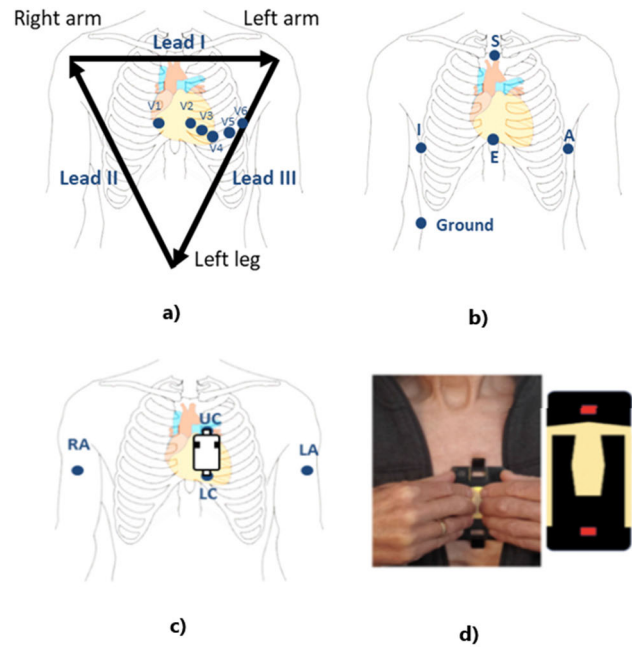 Right arm
Left arm
Lead I
V1
V2
V3
V4
V5
V6
Lead II
Lead III
Left leg
a)
S
I
A
E
Ground
b)
UC
RA
LA
LC
c)
d)